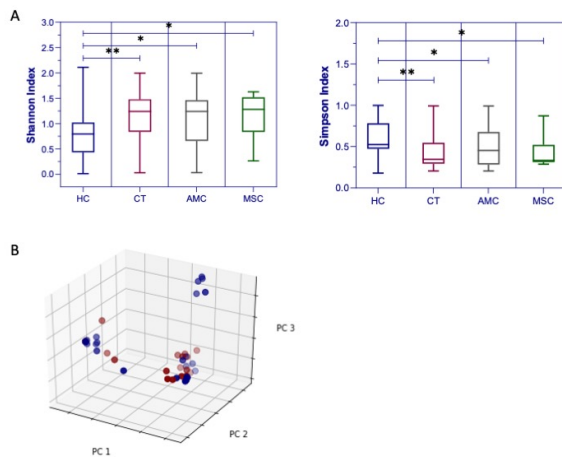 A
Shannon Index
3.0
2.5
2.0
1.5
1.0
0.5
0.0
*
*
**
HC CT AMC MSC
Simpson Index
2.0
1.5
1.0
0.5
0.0
*
*
**
HC CT AMC MSC
B
PC 3
PC 2
PC 1